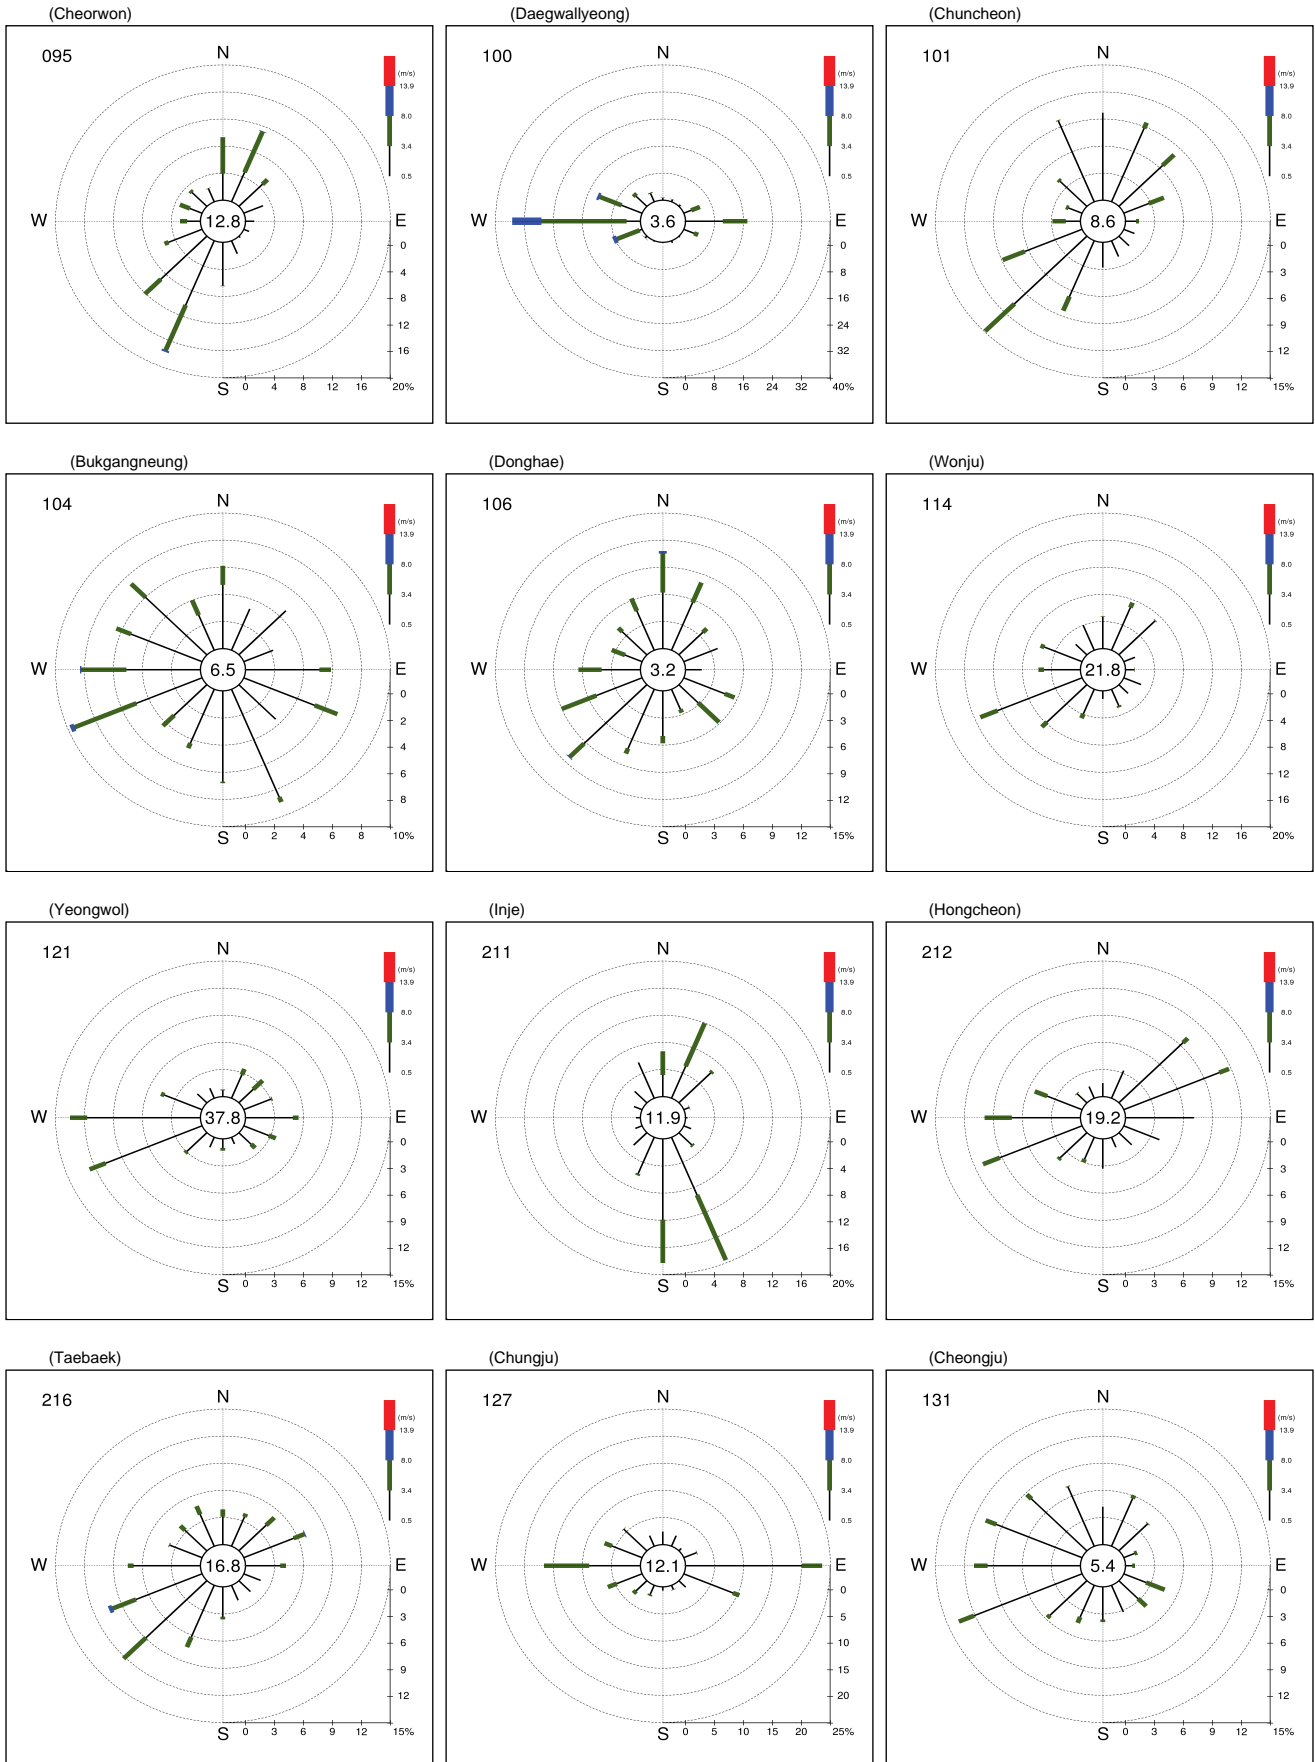 (Cheorwon)
095
N
(m/s)
13.9
8.0
3.4
0.5
W
12.8
E
0
4
8
12
16
S
0 4 8 12 16 20%
(Daegwallyeong)
100
N
(m/s)
13.9
8.0
3.4
0.5
W
3.6
E
0
8
16
24
32
S
0 8 16 24 32 40%
(Chuncheon)
101
N
(m/s)
13.9
8.0
3.4
0.5
W
8.6
E
0
3
6
9
12
S
0 3 6 9 12 15%
(Bukgangneung)
104
N
(m/s)
13.9
8.0
3.4
0.5
W
6.5
E
0
2
4
6
8
S
0 2 4 6 8 10%
(Donghae)
106
N
(m/s)
13.9
8.0
3.4
0.5
W
3.2
E
0
3
6
9
12
S
0 3 6 9 12 15%
(Wonju)
114
N
(m/s)
13.9
8.0
3.4
0.5
W
21.8
E
0
4
8
12
16
S
0 4 8 12 16 20%
(Yeongwol)
121
N
(m/s)
13.9
8.0
3.4
0.5
W
37.8
E
0
3
6
9
12
S
0 3 6 9 12 15%
(Inje)
211
N
(m/s)
13.9
8.0
3.4
0.5
W
11.9
E
0
4
8
12
16
S
0 4 8 12 16 20%
(Hongcheon)
212
N
(m/s)
13.9
8.0
3.4
0.5
W
19.2
E
0
3
6
9
12
S
0 3 6 9 12 15%
(Taebaek)
216
N
(m/s)
13.9
8.0
3.4
0.5
W
16.8
E
0
3
6
9
12
S
0 3 6 9 12 15%
(Chungju)
127
N
(m/s)
13.9
8.0
3.4
0.5
W
12.1
E
0
5
10
15
20
S
0 5 10 15 20 25%
(Cheongju)
131
N
(m/s)
13.9
8.0
3.4
0.5
W
5.4
E
0
3
6
9
12
S
0 3 6 9 12 15%